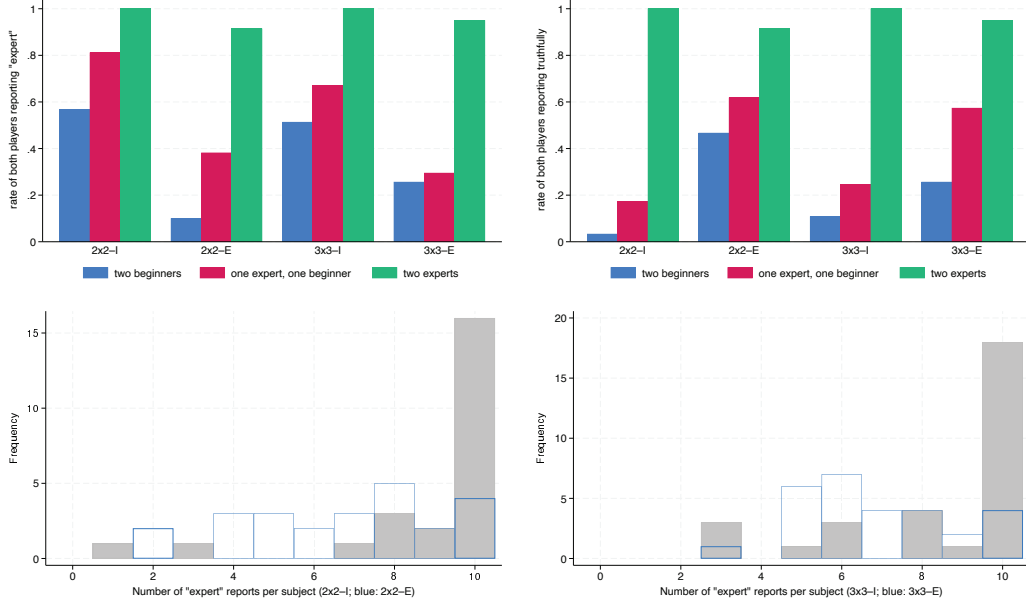 rate of both players reporting "expert"
1
.8
.6
.4
.2
0
2x2–I
2x2–E
3x3–I
3x3–E
two beginners
one expert, one beginner
two experts
rate of both players reporting truthfully
1
.8
.6
.4
.2
0
2x2–I
2x2–E
3x3–I
3x3–E
two beginners
one expert, one beginner
two experts
Frequency
15
10
5
0
0 2 4 6 8 10
Number of "expert" reports per subject (2x2–I; blue: 2x2–E)
Frequency
20
15
10
5
0
0 2 4 6 8 10
Number of "expert" reports per subject (3x3–I; blue: 3x3–E)